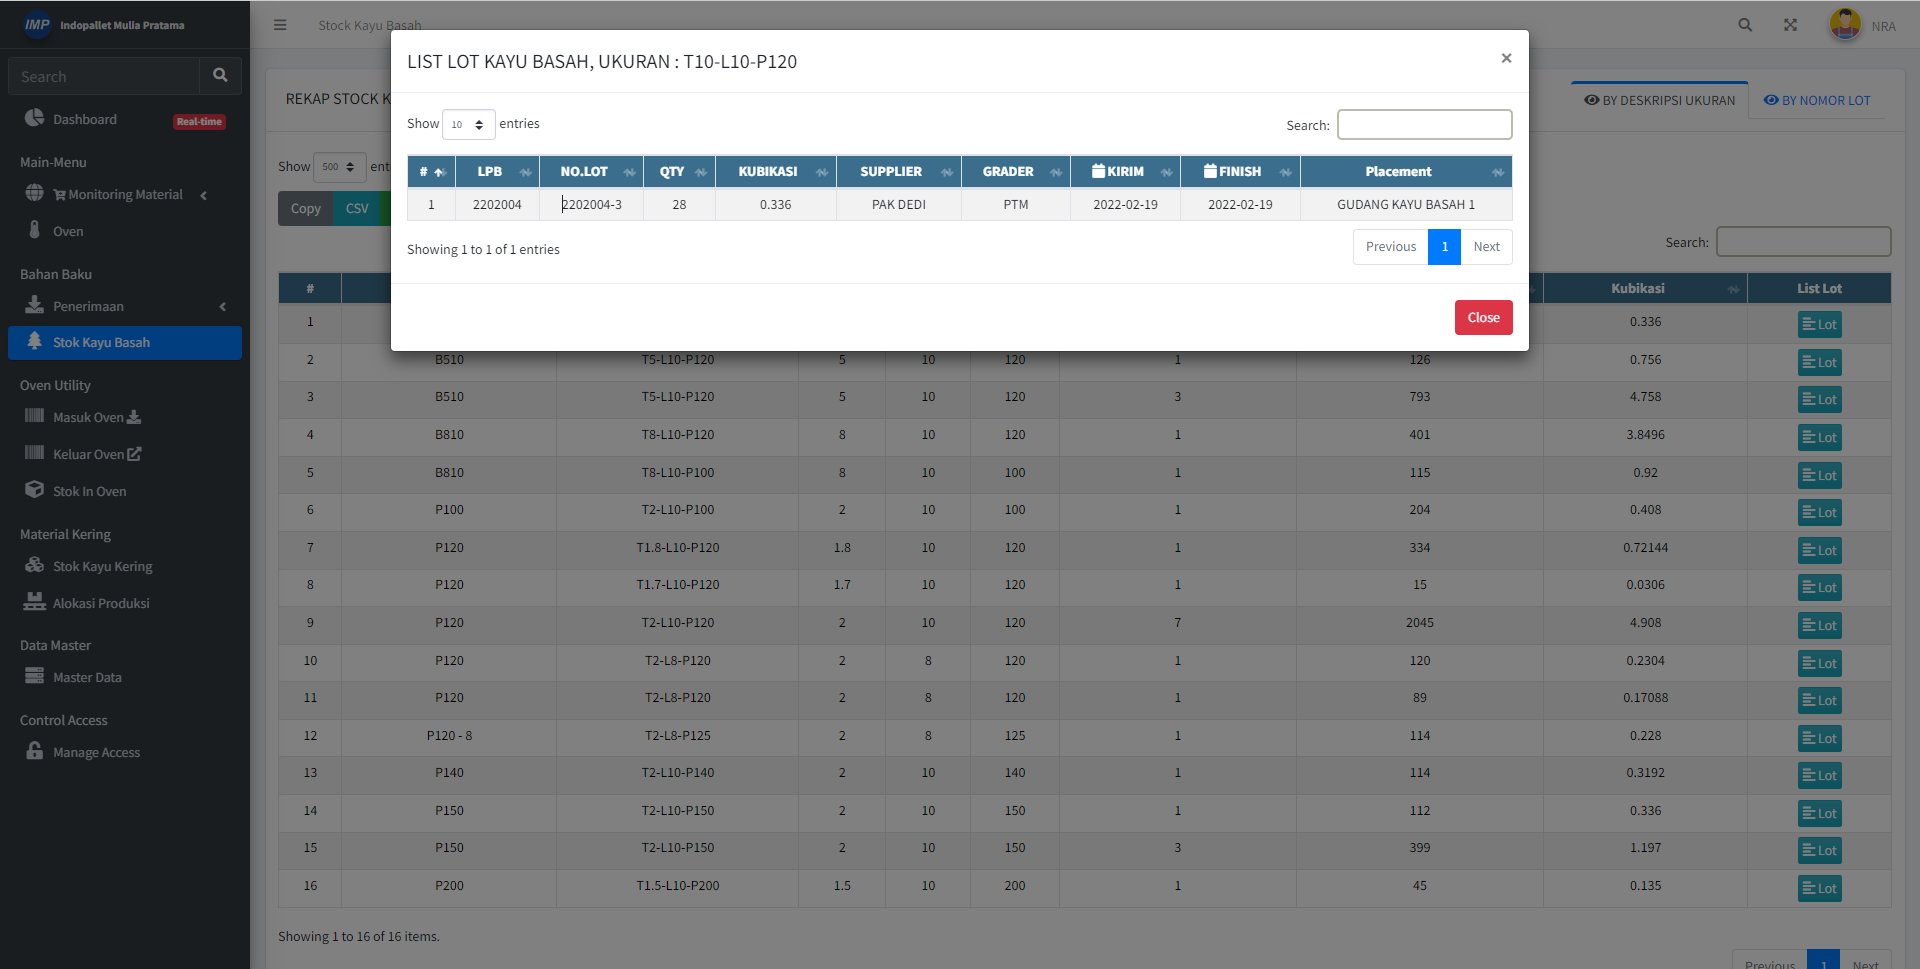 IMP Indopallet Mulia Pratama
Stock Kayu Basah
NRA
Search
Dashboard Real-time
Main-Menu
Monitoring Material
Oven
Bahan Baku
Penerimaan
Stok Kayu Basah
Oven Utility
Masuk Oven
Keluar Oven
Stok In Oven
Material Kering
Stok Kayu Kering
Alokasi Produksi
Data Master
Master Data
Control Access
Manage Access
LIST LOT KAYU BASAH, UKURAN : T10-L10-P120 ×
Show 10 entries Search:
# LPB NO.LOT QTY KUBIKASI SUPPLIER GRADER KIRIM FINISH Placement
1 2202004 2202004-3 28 0.336 PAK DEDI PTM 2022-02-19 2022-02-19 GUDANG KAYU BASAH 1
Showing 1 to 1 of 1 entries Previous 1 Next
Close
REKAP STOCK K BY DESKRIPSI UKURAN BY NOMOR LOT
Show 500 ent
Copy CSV
Search:
# Kubikasi List Lot
1 0.336 Lot
2 B510 T5-L10-P120 5 10 120 1 126 0.756 Lot
3 B510 T5-L10-P120 5 10 120 3 793 4.758 Lot
4 B810 T8-L10-P120 8 10 120 1 401 3.8496 Lot
5 B810 T8-L10-P100 8 10 100 1 115 0.92 Lot
6 P100 T2-L10-P100 2 10 100 1 204 0.408 Lot
7 P120 T1.8-L10-P120 1.8 10 120 1 334 0.72144 Lot
8 P120 T1.7-L10-P120 1.7 10 120 1 15 0.0306 Lot
9 P120 T2-L10-P120 2 10 120 7 2045 4.908 Lot
10 P120 T2-L8-P120 2 8 120 1 120 0.2304 Lot
11 P120 T2-L8-P120 2 8 120 1 89 0.17088 Lot
12 P120 - 8 T2-L8-P125 2 8 125 1 114 0.228 Lot
13 P140 T2-L10-P140 2 10 140 1 114 0.3192 Lot
14 P150 T2-L10-P150 2 10 150 1 112 0.336 Lot
15 P150 T2-L10-P150 2 10 150 3 399 1.197 Lot
16 P200 T1.5-L10-P200 1.5 10 200 1 45 0.135 Lot
Showing 1 to 16 of 16 items.
Previous 1 Next